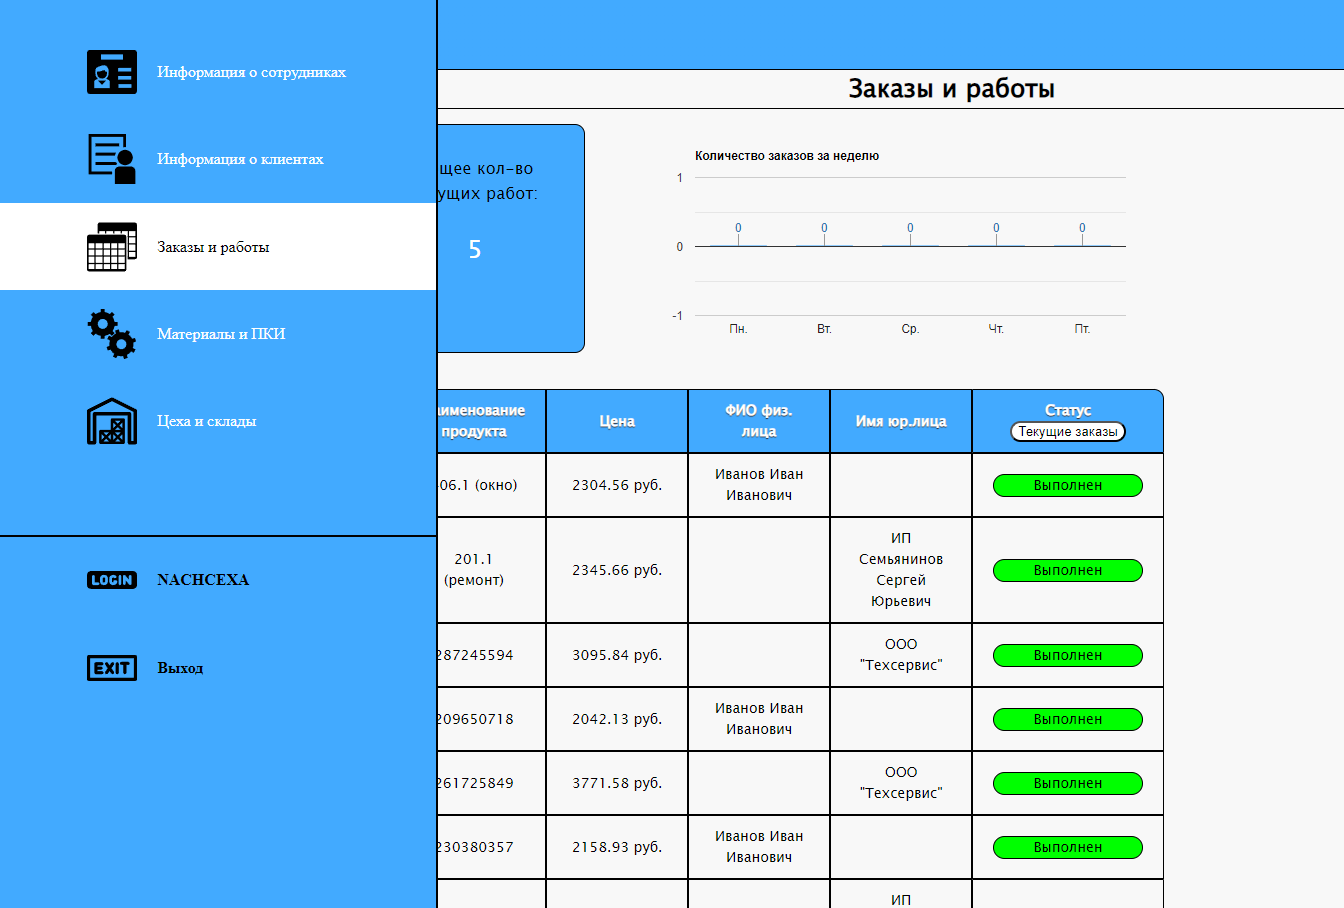 Информация о сотрудниках
Информация о клиентах
Заказы и работы
Материалы и ПКИ
Цеха и склады
LOGIN NACHCEXA
EXIT Выход
Заказы и работы
щее кол-во
ущих работ:
5
Количество заказов за неделю
1
0
-1
0 0 0 0 0
Пн. Вт. Ср. Чт. Пт.
аименование
продукта
Цена
ФИО физ.
лица
Имя юр.лица
Статус
Текущие заказы
06.1 (окно)
2304.56 руб.
Иванов Иван
Иванович
Выполнен
201.1
(ремонт)
2345.66 руб.
ИП
Семьянинов
Сергей
Юрьевич
Выполнен
287245594
3095.84 руб.
ООО
"Техсервис"
Выполнен
209650718
2042.13 руб.
Иванов Иван
Иванович
Выполнен
261725849
3771.58 руб.
ООО
"Техсервис"
Выполнен
230380357
2158.93 руб.
Иванов Иван
Иванович
Выполнен
ИП